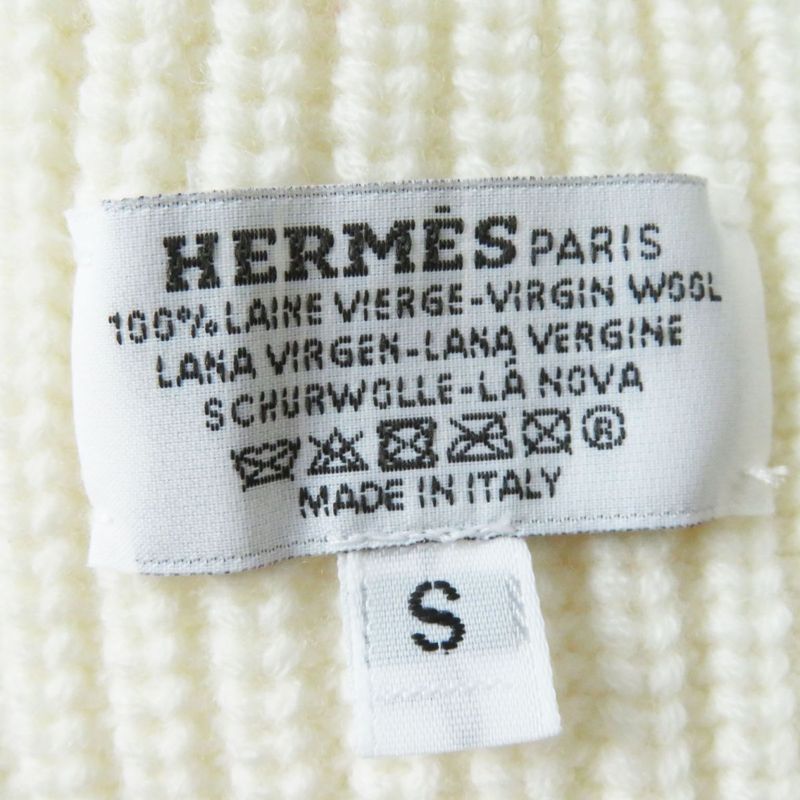 HERMÈS PARIS
100% LAINE VIERGE-VIRGIN WOOL
LANA VIRGEN-LANA VERGINE
SCHURWOLLE-LÃ NOVA
®
MADE IN ITALY
S